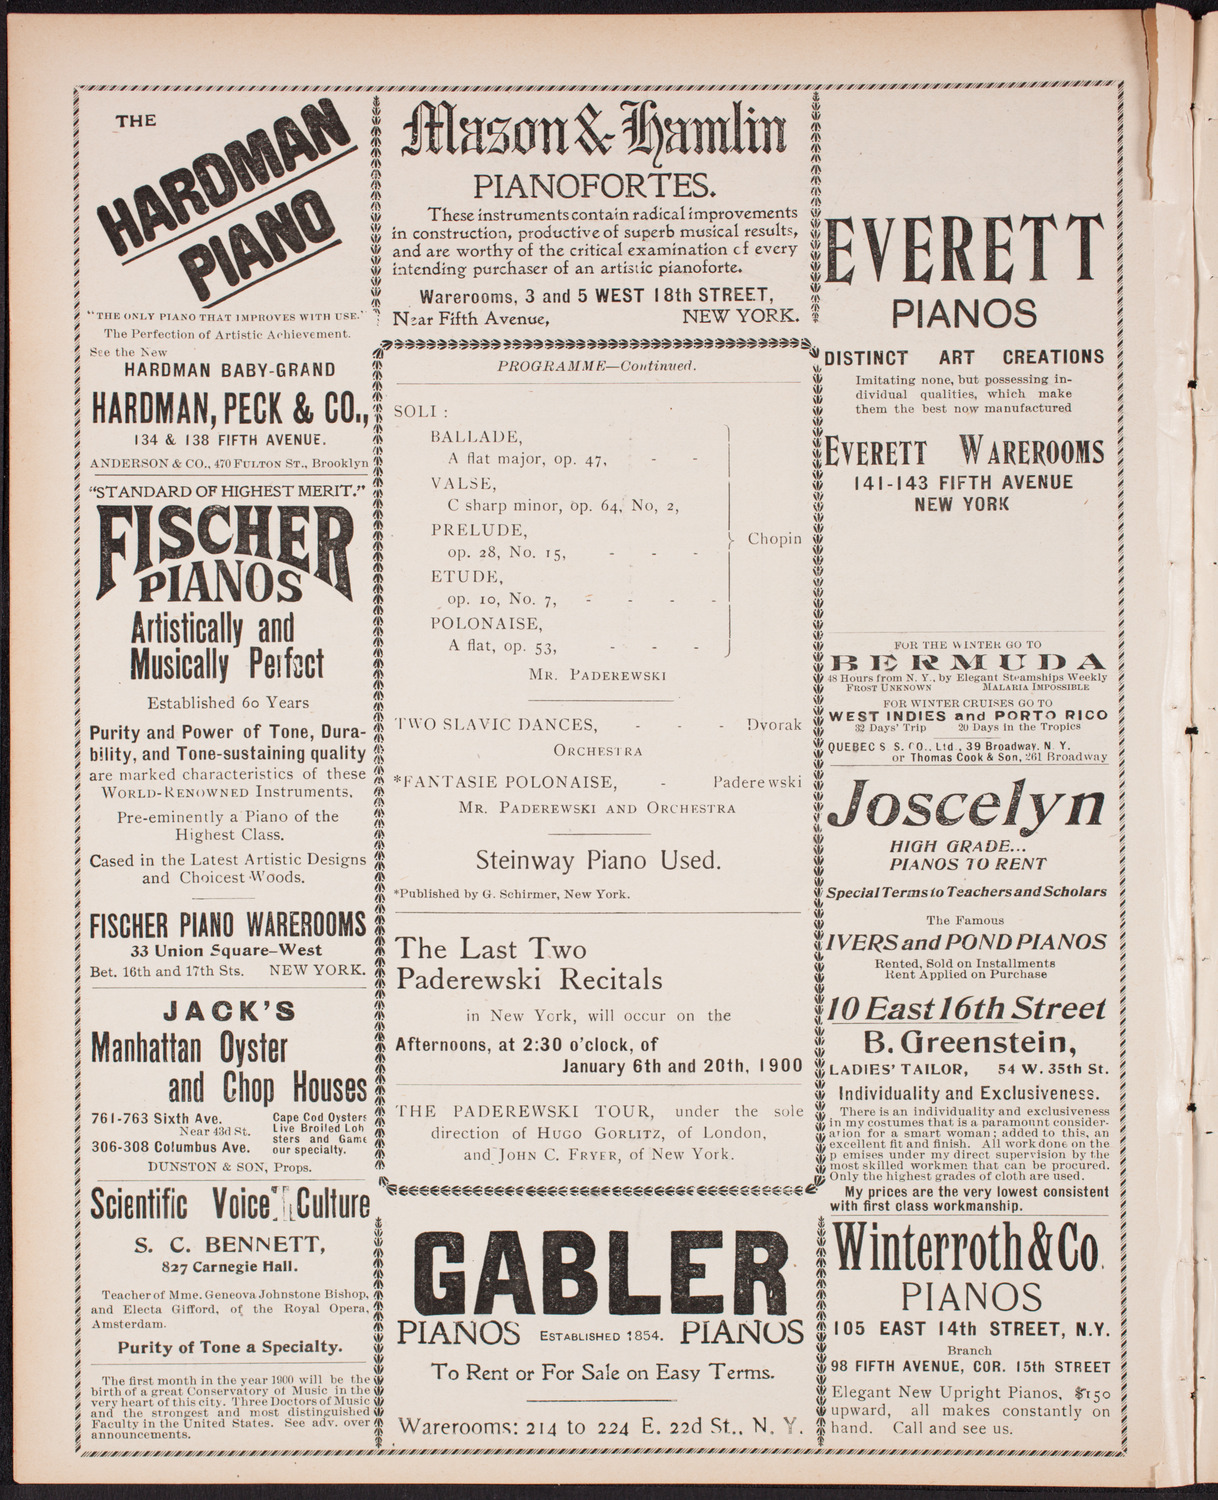 THE
HARDMAN
PIANO
"THE ONLY PIANO THAT IMPROVES WITH USE."
The Perfection of Artistic Achievement.
See the New
HARDMAN BABY-GRAND
HARDMAN, PECK & CO.,
134 & 138 FIFTH AVENUE.
ANDERSON & CO., 470 FULTON ST., Brooklyn
"STANDARD OF HIGHEST MERIT."
FISCHER
PIANOS
Artistically and
Musically Perfect
Established 60 Years
Purity and Power of Tone, Dura-
bility, and Tone-sustaining quality
are marked characteristics of these
WORLD-RENOWNED Instruments.
Pre-eminently a Piano of the
Highest Class.
Cased in the Latest Artistic Designs
and Choicest Woods.
FISCHER PIANO WAREROOMS
33 Union Square—West
Bet. 16th and 17th Sts. NEW YORK.
JACK'S
Manhattan Oyster
and Chop Houses
761-763 Sixth Ave.
Near 43d St.
306-308 Columbus Ave.
Cape Cod Oysters
Live Broiled Lob
sters and Game
our specialty.
DUNSTON & SON, Props.
Scientific Voice Culture
S. C. BENNETT,
827 Carnegie Hall.
Teacher of Mme. Geneova Johnstone Bishop,
and Electa Gifford, of the Royal Opera,
Amsterdam.
Purity of Tone a Specialty.
The first month in the year 1900 will be the
birth of a great Conservatory of Music in the
very heart of this city. Three Doctors of Music
and the strongest and most distinguished
Faculty in the United States. See adv. over
announcements.
Mason & Hamlin
PIANOFORTES.
These instruments contain radical improvements
in construction, productive of superb musical results,
and are worthy of the critical examination of every
intending purchaser of an artistic pianoforte.
Warerooms, 3 and 5 WEST 18th STREET,
Near Fifth Avenue, NEW YORK.
PROGRAMME—Continued.
SOLI :
BALLADE,
A flat major, op. 47, - -
VALSE,
C sharp minor, op. 64, No, 2,
PRELUDE,
op. 28, No. 15, - - -
} Chopin
ETUDE,
op. 10, No. 7, - - - -
POLONAISE,
A flat, op. 53, - - -
MR. PADEREWSKI
TWO SLAVIC DANCES, - - - Dvorak
ORCHESTRA
*FANTASIE POLONAISE, - Paderewski
MR. PADEREWSKI AND ORCHESTRA
Steinway Piano Used.
*Published by G. Schirmer, New York.
The Last Two
Paderewski Recitals
in New York, will occur on the
Afternoons, at 2:30 o'clock, of
January 6th and 20th, 1900
THE PADEREWSKI TOUR, under the sole
direction of HUGO GORLITZ, of London,
and JOHN C. FRYER, of New York.
GABLER
PIANOS ESTABLISHED 1854. PIANOS
To Rent or For Sale on Easy Terms.
Warerooms: 214 to 224 E. 22d St., N. Y.
EVERETT
PIANOS
DISTINCT ART CREATIONS
Imitating none, but possessing in-
dividual qualities, which make
them the best now manufactured
EVERETT WAREROOMS
141-143 FIFTH AVENUE
NEW YORK
FOR THE WINTER GO TO
BERMUDA
48 Hours from N. Y., by Elegant Steamships Weekly
FROST UNKNOWN MALARIA IMPOSSIBLE
FOR WINTER CRUISES GO TO
WEST INDIES and PORTO RICO
32 Days' Trip 20 Days in the Tropics
QUEBEC S S. CO., Ltd., 39 Broadway, N. Y.
or Thomas Cook & Son, 261 Broadway
Joscelyn
HIGH GRADE...
PIANOS TO RENT
Special Terms to Teachers and Scholars
The Famous
IVERS and POND PIANOS
Rented, Sold on Installments
Rent Applied on Purchase
10 East 16th Street
B. Greenstein,
LADIES' TAILOR, 54 W. 35th St.
Individuality and Exclusiveness.
There is an individuality and exclusiveness
in my costumes that is a paramount consider-
ation for a smart woman; added to this, an
excellent fit and finish. All work done on the
p emises under my direct supervision by the
most skilled workmen that can be procured.
Only the highest grades of cloth are used.
My prices are the very lowest consistent
with first class workmanship.
Winterroth & Co.
PIANOS
105 EAST 14th STREET, N.Y.
Branch
98 FIFTH AVENUE, COR. 15th STREET
Elegant New Upright Pianos, $150
upward, all makes constantly on
hand. Call and see us.